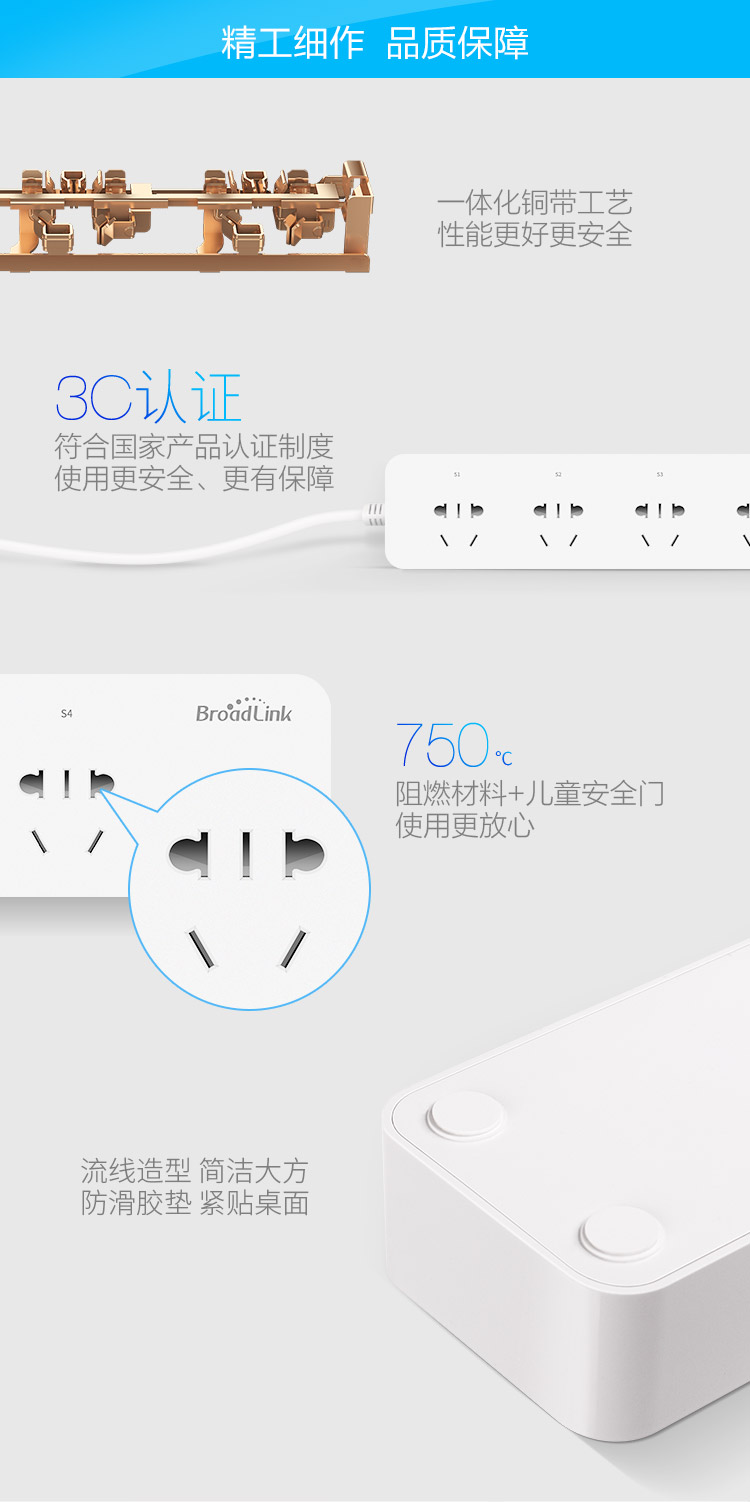 精工细作 品质保障
一体化铜带工艺
性能更好更安全
3C认证
符合国家产品认证制度
使用更安全、更有保障
S1
S2
S3
S4
BroadLink
750℃
阻燃材料+儿童安全门
使用更放心
流线造型 简洁大方
防滑胶垫 紧贴桌面